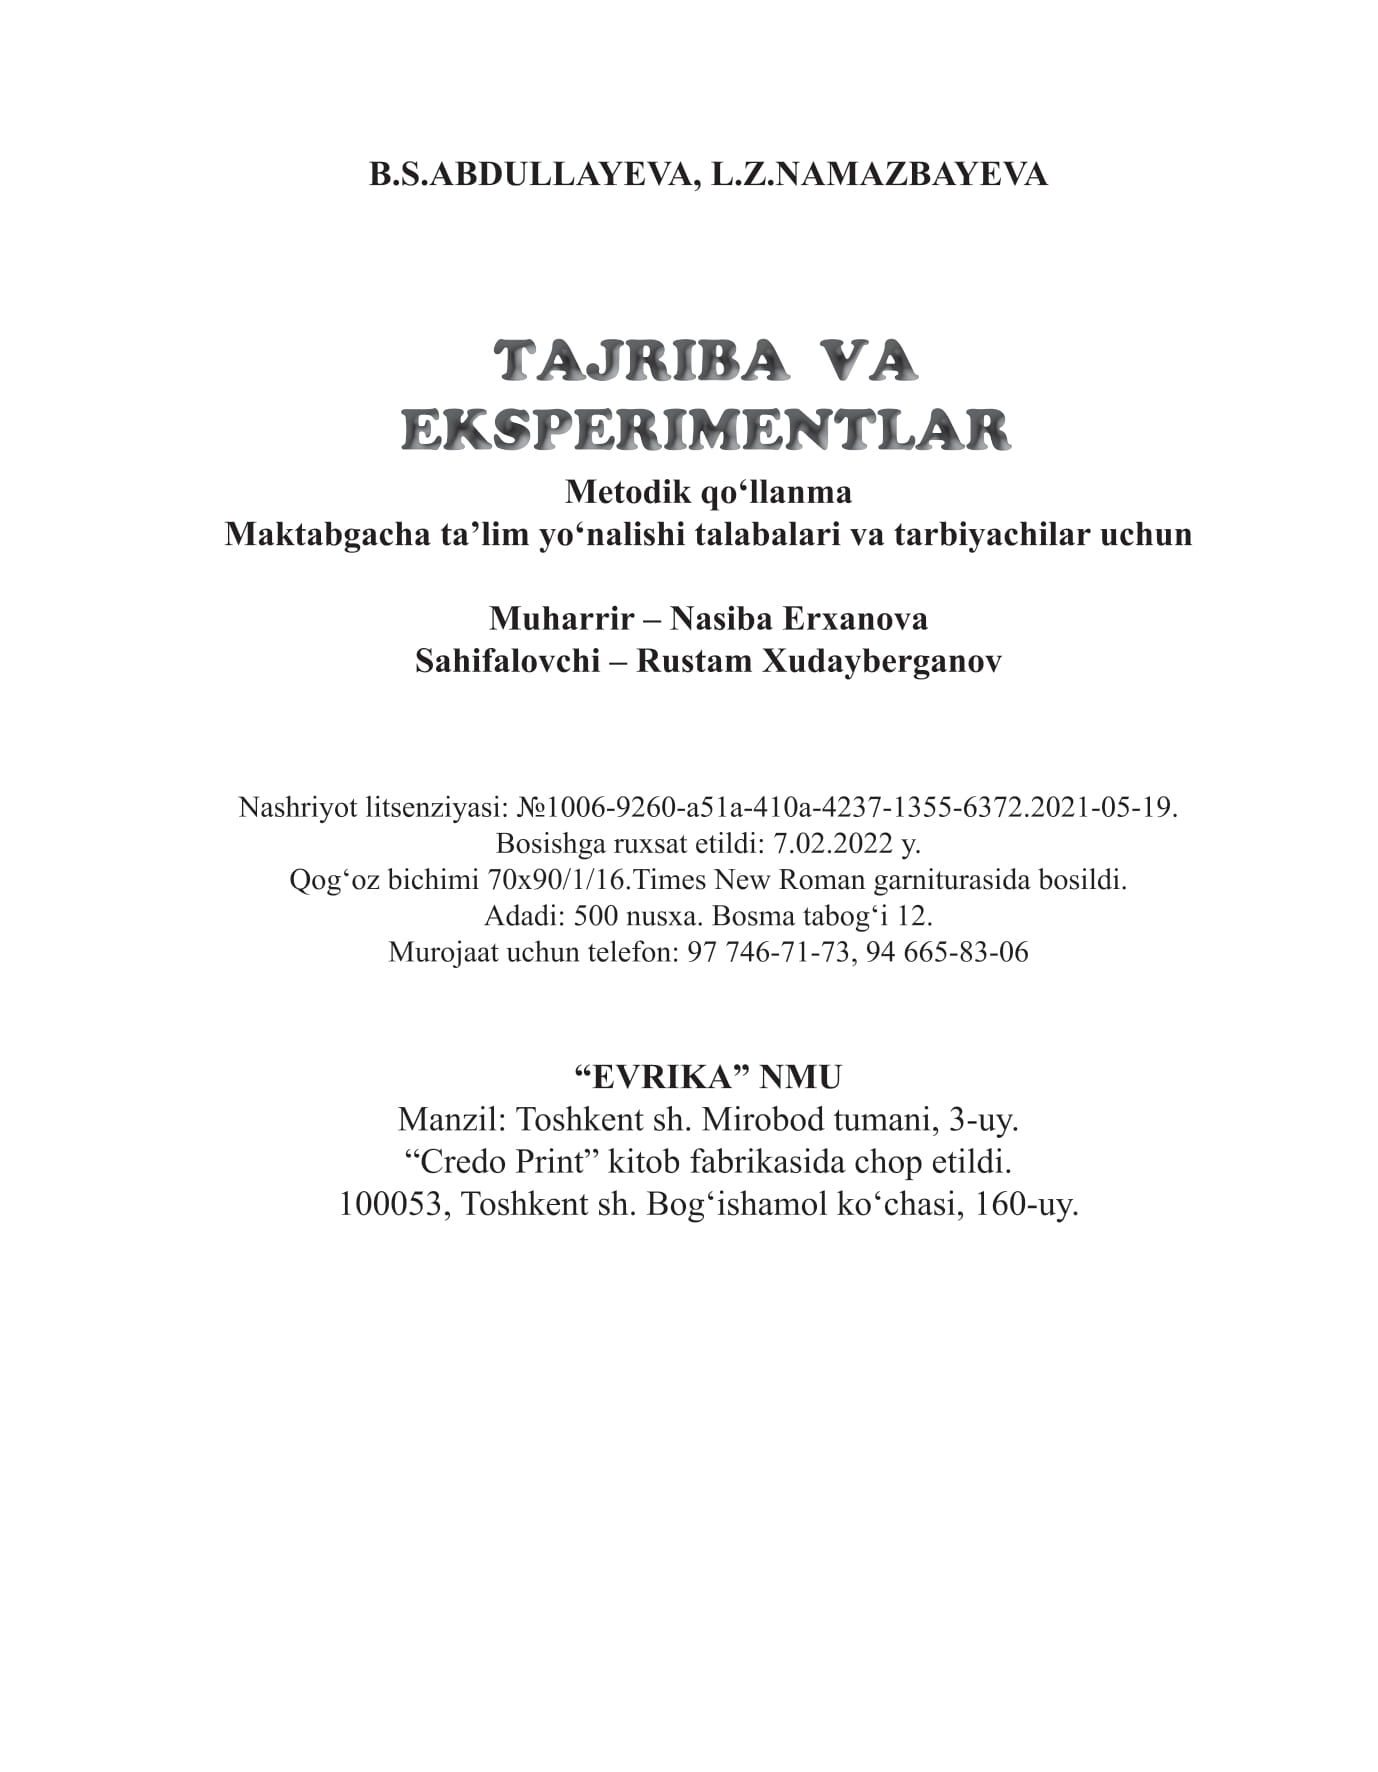 B.S.ABDULLAYEVA, L.Z.NAMAZBAYEVA
TAJRIBA VA
EKSPERIMENTLAR
Metodik qo‘llanma
Maktabgacha ta’lim yo‘nalishi talabalari va tarbiyachilar uchun
Muharrir – Nasiba Erxanova
Sahifalovchi – Rustam Xudayberganov
Nashriyot litsenziyasi: №1006-9260-a51a-410a-4237-1355-6372.2021-05-19.
Bosishga ruxsat etildi: 7.02.2022 y.
Qog‘oz bichimi 70x90/1/16.Times New Roman garniturasida bosildi.
Adadi: 500 nusxa. Bosma tabog‘i 12.
Murojaat uchun telefon: 97 746-71-73, 94 665-83-06
“EVRIKA” NMU
Manzil: Toshkent sh. Mirobod tumani, 3-uy.
“Credo Print” kitob fabrikasida chop etildi.
100053, Toshkent sh. Bog‘ishamol ko‘chasi, 160-uy.